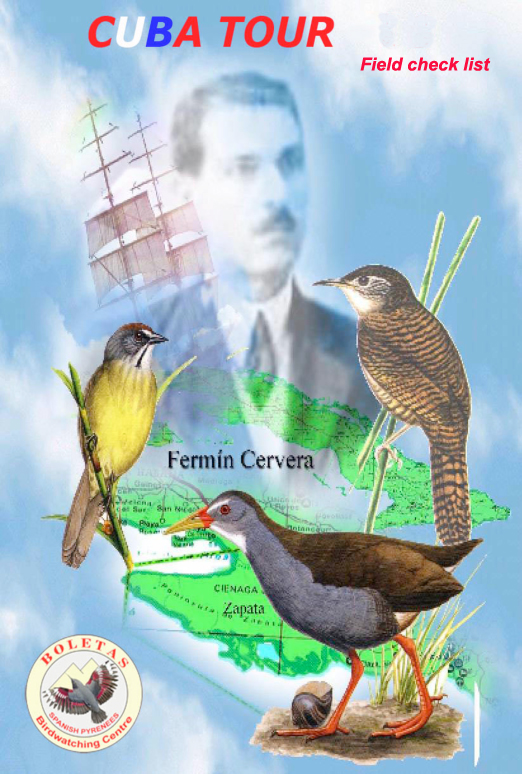 CUBA TOUR
Field check list
Fermín Cervera
CIENAGA
Zapata
BOLETAS
SPANISH PYRENEES
Birdwatching Centre